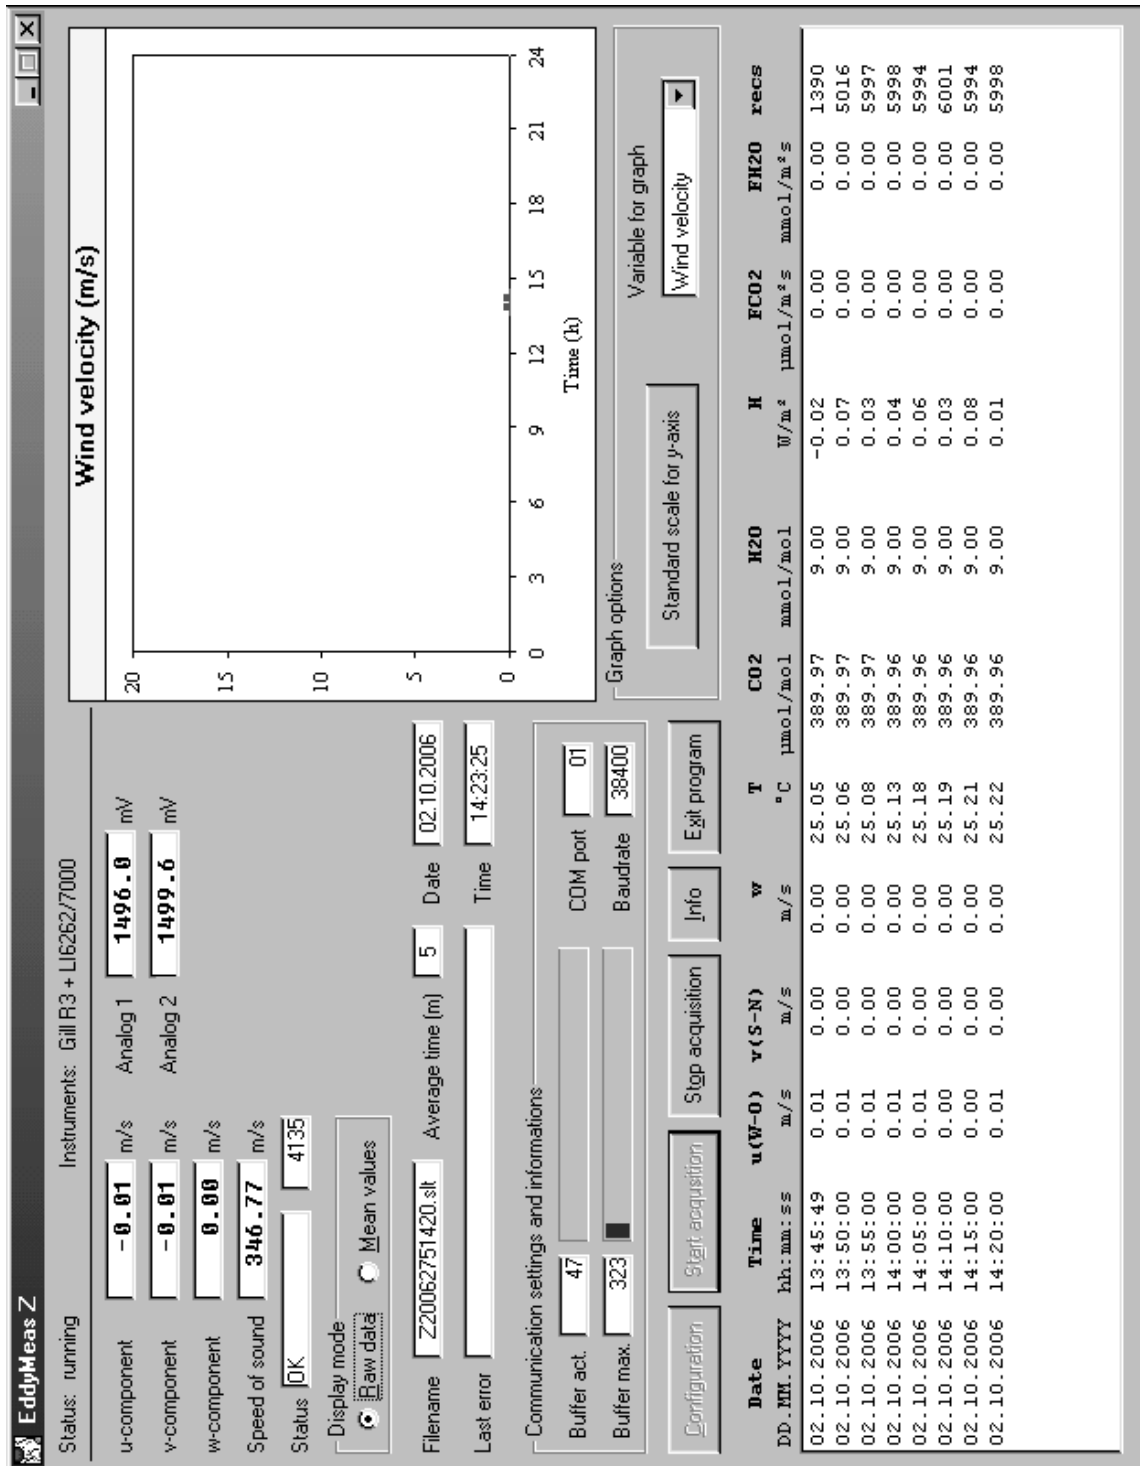 EddyMeas Z
Status: running Instruments: Gill R3 + LI6262/7000
u-component -0.01 m/s Analog 1 1496.0 mV
v-component -0.01 m/s Analog 2 1499.6 mV
w-component 0.00 m/s
Speed of sound 346.77 m/s
Status OK 4135
Display mode
Raw data Mean values
Filename Z20062751420.slt Average time (m) 5 Date 02.10.2006
Last error Time 14:23:25
Communication settings and informations
Buffer act. 47 COM port 01
Buffer max. 323 Baudrate 38400
Configuration Start acquisition Stop acquisition Info Exit program
Wind velocity (m/s)
20
15
10
5
0
0 3 6 9 12 15 18 21 24
Time (h)
Graph options
Standard scale for y-axis
Variable for graph
Wind velocity
Date Time u(W-O) v(S-N) w T CO2 H2O H FCO2 FH2O recs
DD.MM.YYYY hh:mm:ss m/s m/s m/s °C µmol/mol mmol/mol W/m² µmol/m²s mmol/m²s
02.10.2006 13:45:49 0.01 0.00 0.00 25.05 389.97 9.00 -0.02 0.00 0.00 1390
02.10.2006 13:50:00 0.01 0.00 0.00 25.06 389.97 9.00 0.07 0.00 0.00 5016
02.10.2006 13:55:00 0.01 0.00 0.00 25.08 389.97 9.00 0.03 0.00 0.00 5997
02.10.2006 14:00:00 0.01 0.00 0.00 25.13 389.96 9.00 0.04 0.00 0.00 5998
02.10.2006 14:05:00 0.01 0.00 0.00 25.18 389.96 9.00 0.06 0.00 0.00 5994
02.10.2006 14:10:00 0.00 0.00 0.00 25.19 389.96 9.00 0.03 0.00 0.00 6001
02.10.2006 14:15:00 0.00 0.00 0.00 25.21 389.96 9.00 0.08 0.00 0.00 5994
02.10.2006 14:20:00 0.01 0.00 0.00 25.22 389.96 9.00 0.01 0.00 0.00 5998